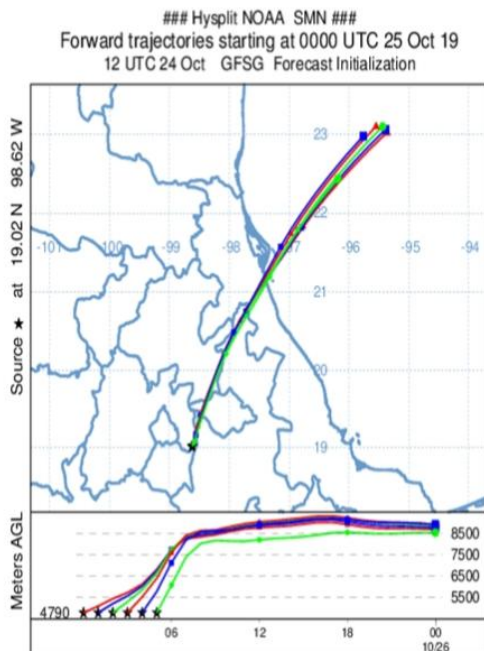 ### Hysplit NOAA SMN ###
Forward trajectories starting at 0000 UTC 25 Oct 19
12 UTC 24 Oct GFSG Forecast Initialization
Source ★ at 19.02 N 98.62 W
23
22
-101 -100 -99 -98 -97 -96 -95 -94
21
20
19
Meters AGL
8500
7500
6500
5500
4790
06 12 18 00
10/26